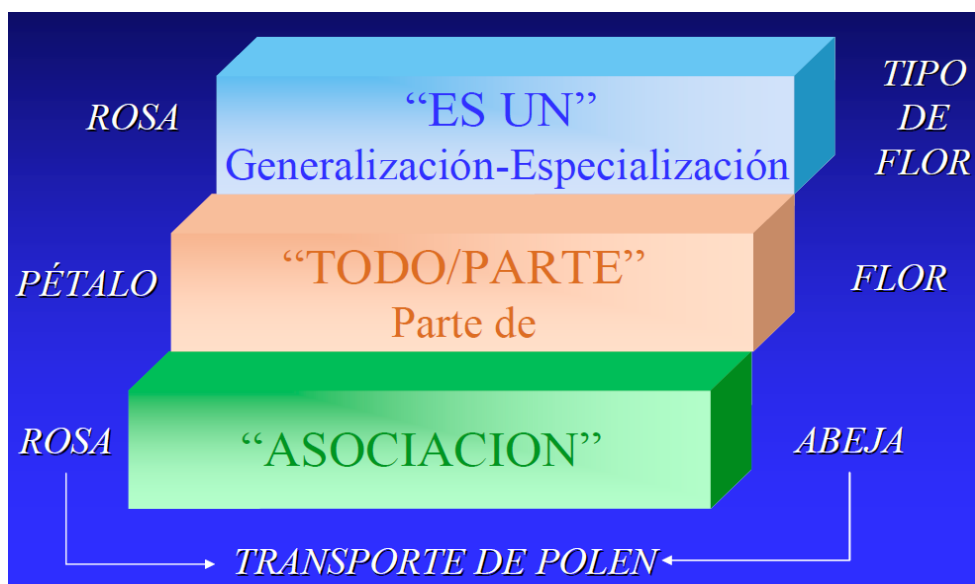 ROSA
“ES UN”
Generalización-Especialización
TIPO
DE
FLOR
PÉTALO
“TODO/PARTE”
Parte de
FLOR
ROSA
“ASOCIACION”
ABEJA
TRANSPORTE DE POLEN